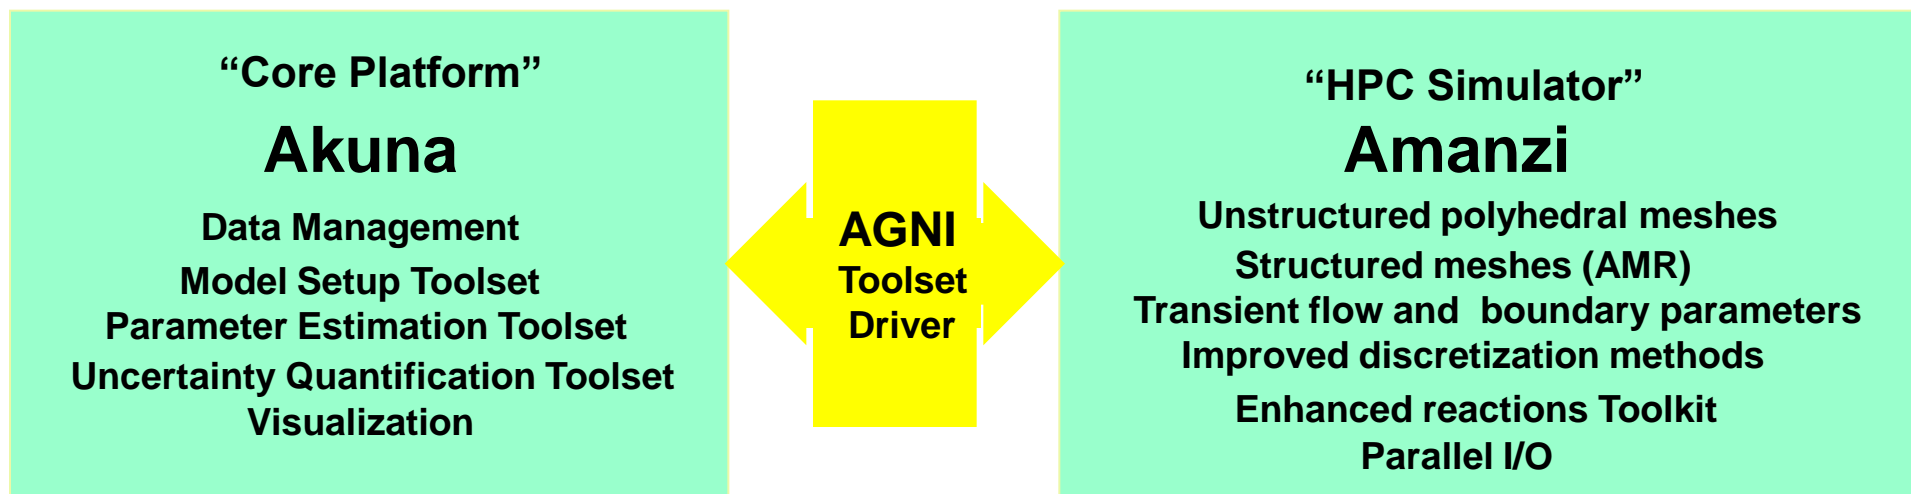 “Core Platform”
Akuna
Data Management
Model Setup Toolset
Parameter Estimation Toolset
Uncertainty Quantification Toolset
Visualization
AGNI
Toolset
Driver
“HPC Simulator”
Amanzi
Unstructured polyhedral meshes
Structured meshes (AMR)
Transient flow and  boundary parameters
Improved discretization methods
Enhanced reactions Toolkit
Parallel I/O